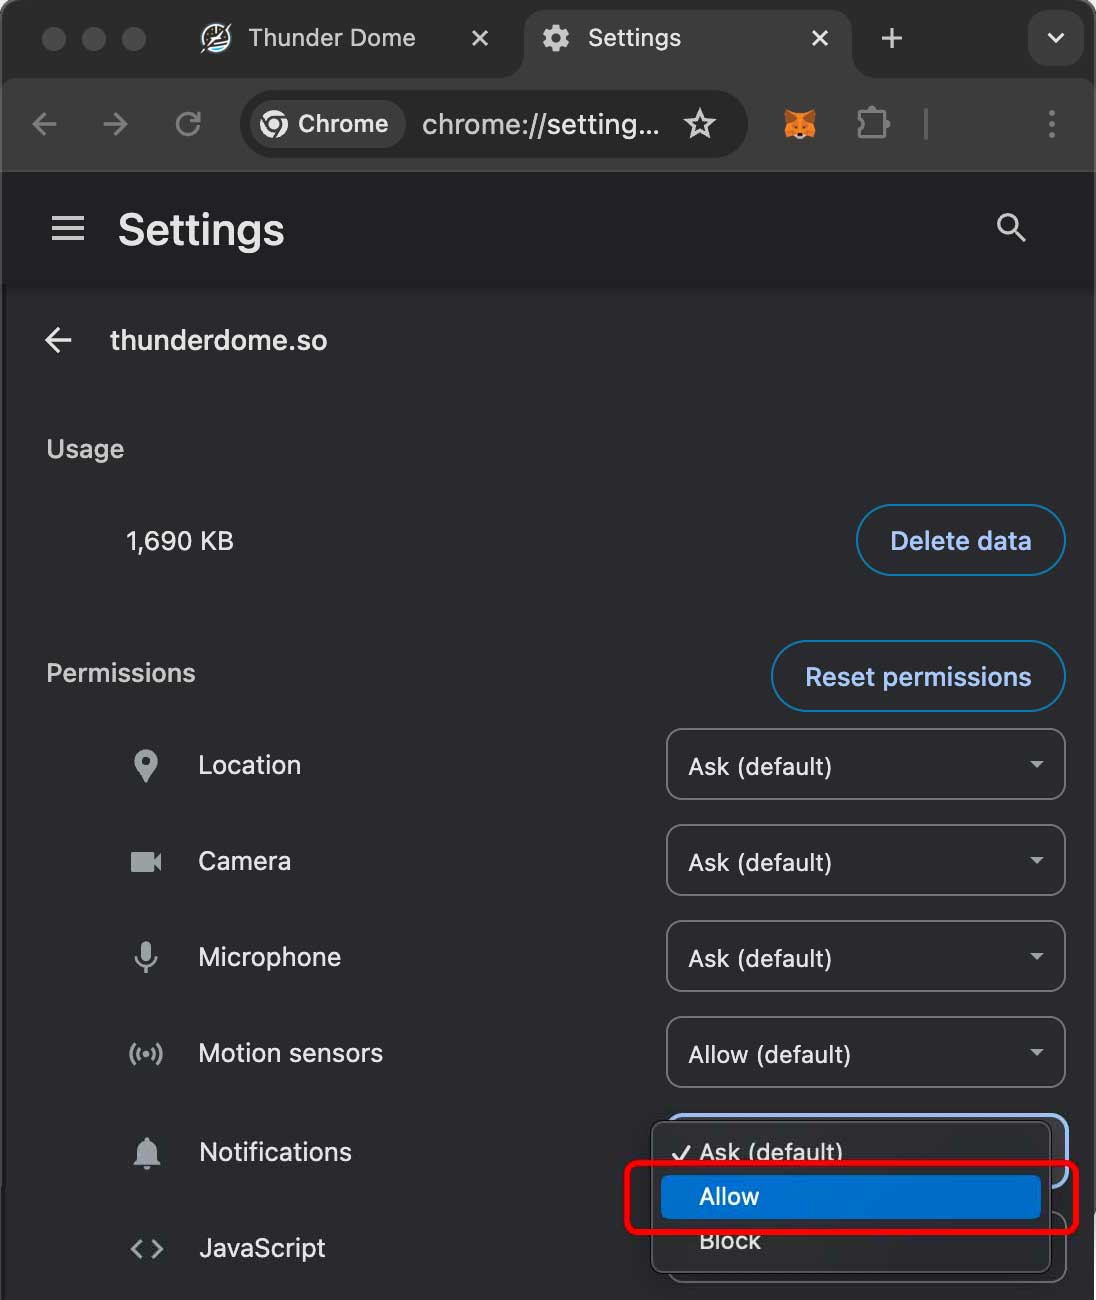 Thunder Dome
Settings
Chrome
chrome://setting...
Settings
thunderdome.so
Usage
1,690 KB
Delete data
Permissions
Reset permissions
Location
Ask (default)
Camera
Ask (default)
Microphone
Ask (default)
Motion sensors
Allow (default)
Notifications
Ask (default)
Allow
Block
JavaScript